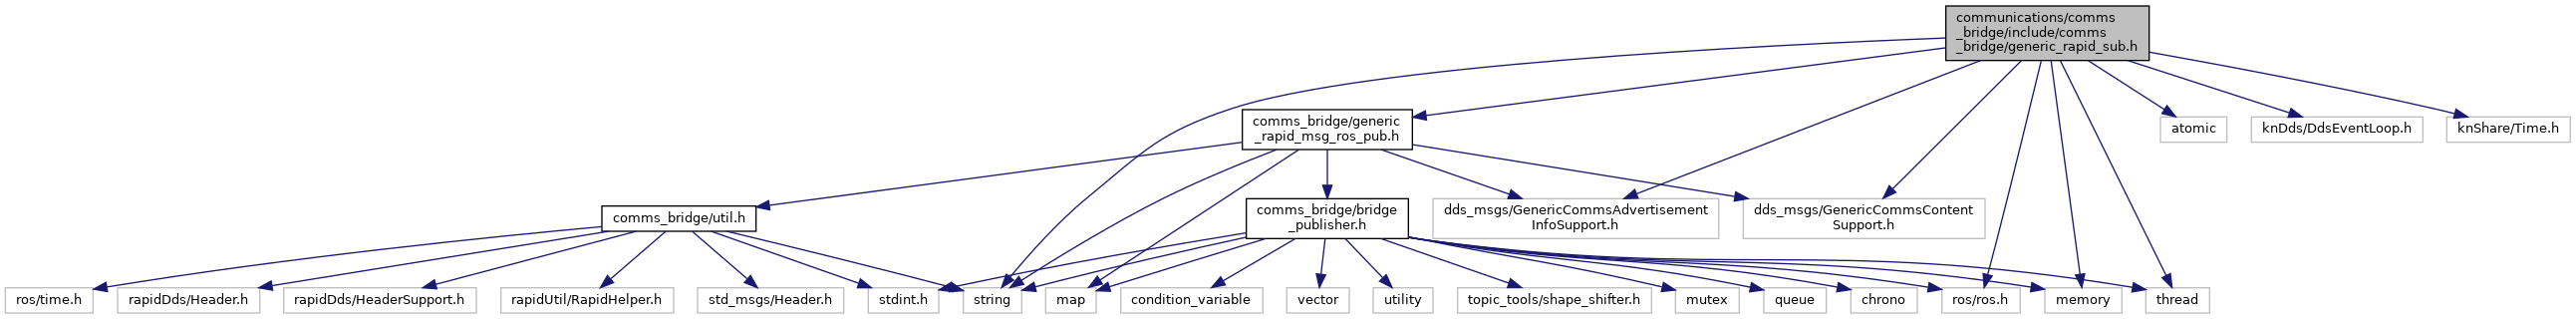 communications/comms
_bridge/include/comms
_bridge/generic_rapid_sub.h
comms_bridge/generic
_rapid_msg_ros_pub.h
atomic
knDds/DdsEventLoop.h
knShare/Time.h
comms_bridge/util.h
comms_bridge/bridge
_publisher.h
dds_msgs/GenericCommsAdvertisement
InfoSupport.h
dds_msgs/GenericCommsContent
Support.h
ros/time.h
rapidDds/Header.h
rapidDds/HeaderSupport.h
rapidUtil/RapidHelper.h
std_msgs/Header.h
stdint.h
string
map
condition_variable
vector
utility
topic_tools/shape_shifter.h
mutex
queue
chrono
ros/ros.h
memory
thread